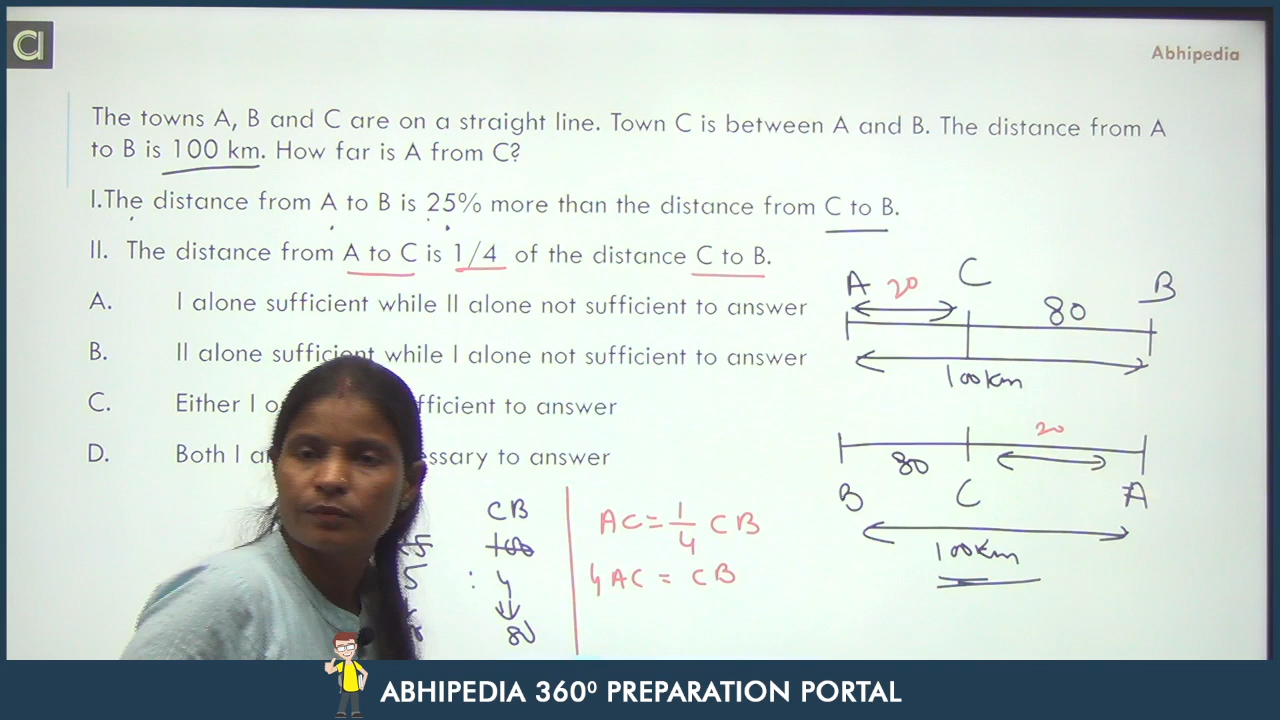 Abhipedia
The towns A, B and C are on a straight line. Town C is between A and B. The distance from A
to B is 100 km. How far is A from C?
I.The distance from A to B is 25% more than the distance from C to B.
II. The distance from A to C is 1/4 of the distance C to B.
A. I alone sufficient while II alone not sufficient to answer
B. II alone sufficient while I alone not sufficient to answer
C. Either I o fficient to answer
D. Both I a essary to answer
A 20 C B
80
100km
20
80
B C A
100km
CB
100
5 : 4
80
AC = 1/4 CB
4AC = CB
ABHIPEDIA 360⁰ PREPARATION PORTAL